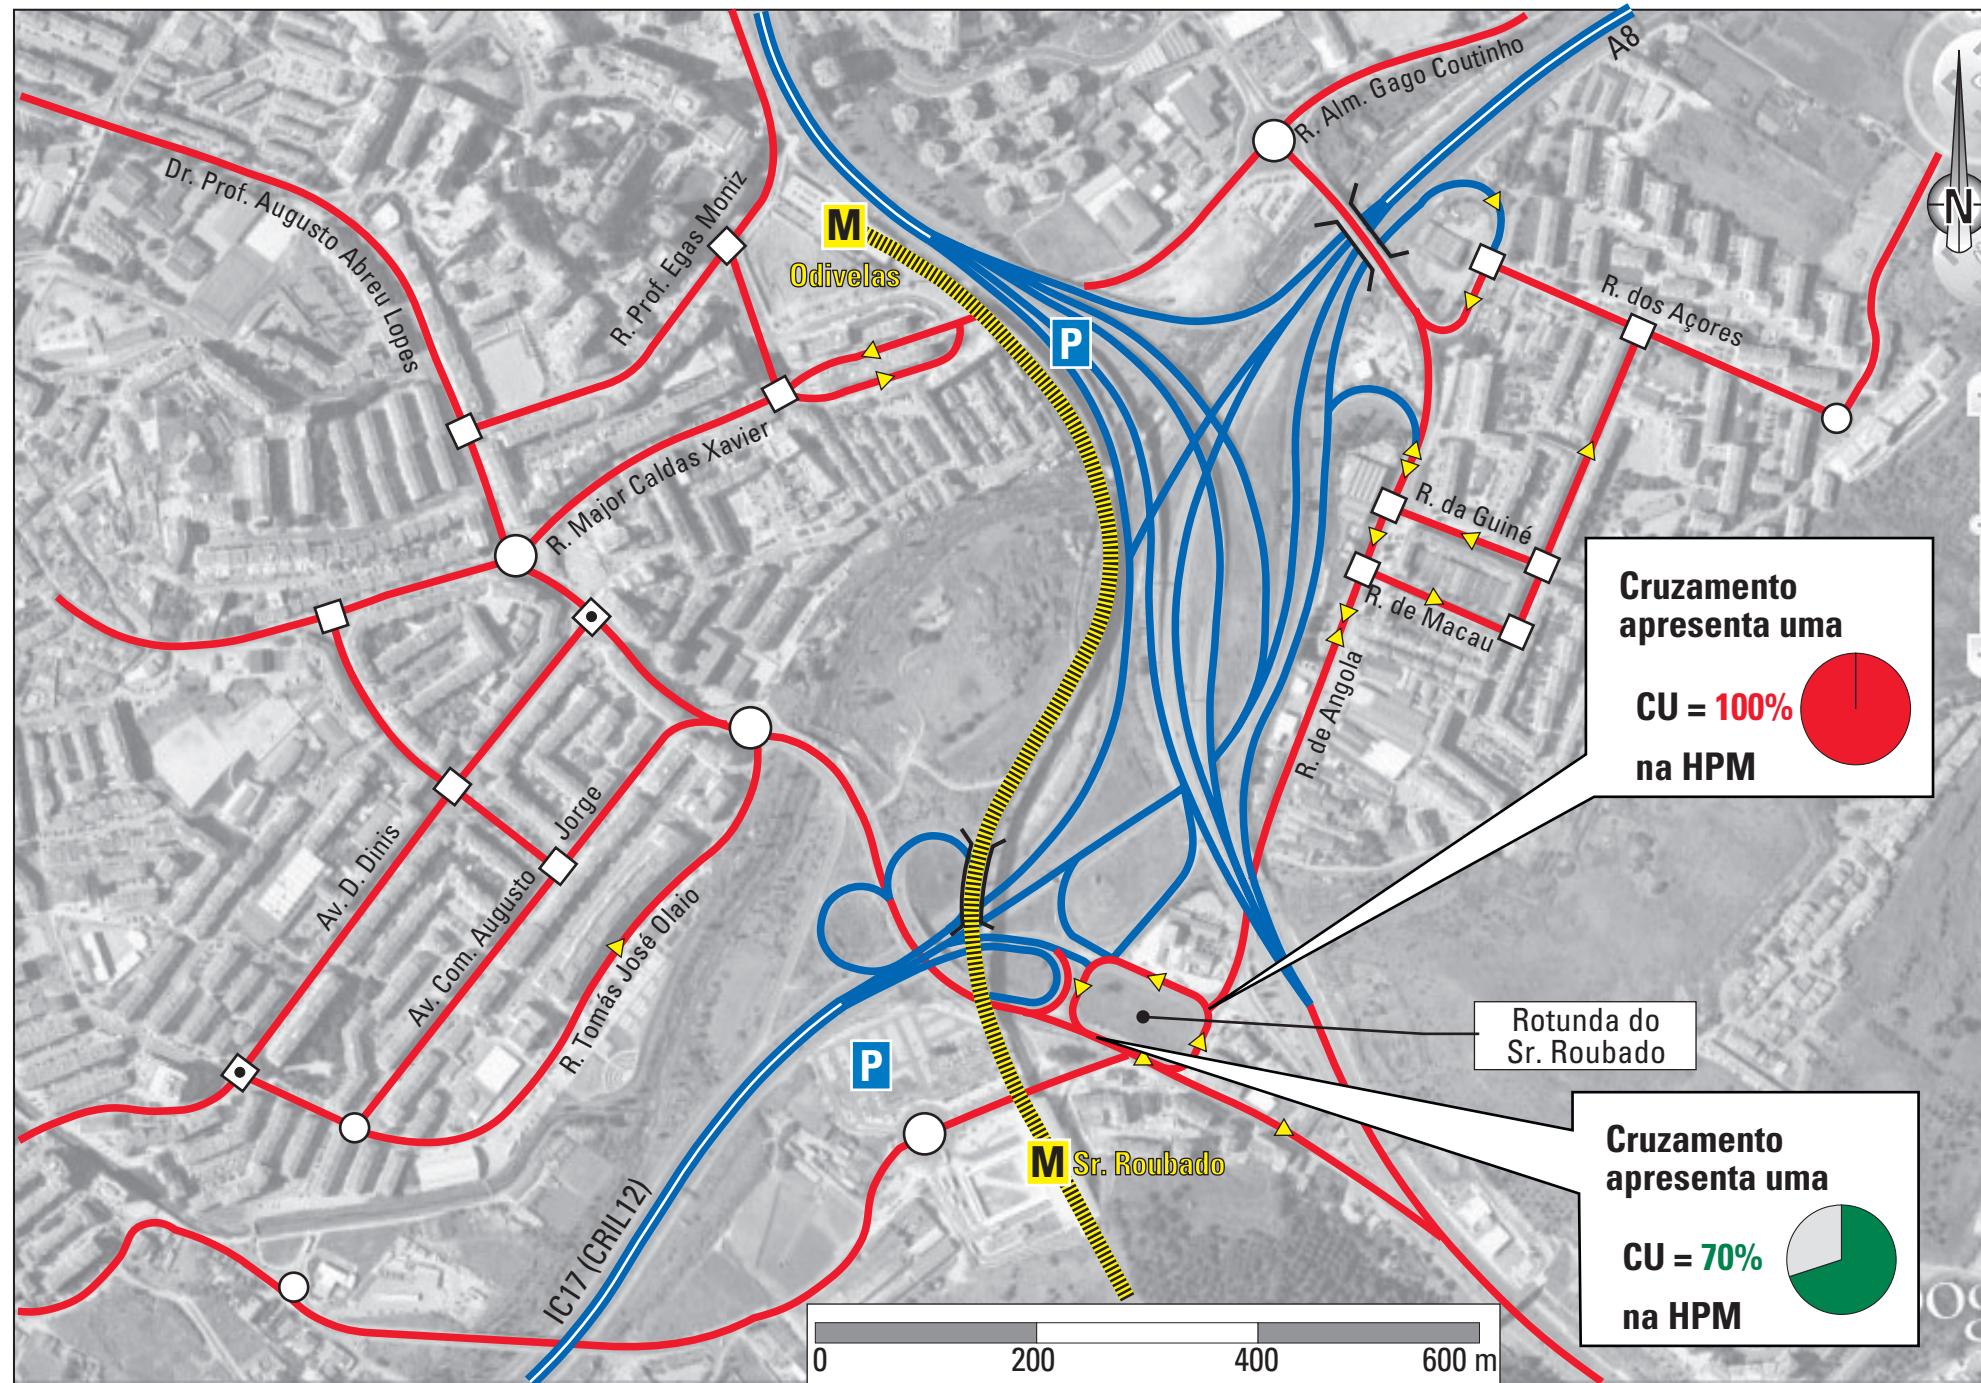 A8
R. Alm. Gago Coutinho
N
Dr. Prof. Augusto Abreu Lopes
R. Prof. Egas Moniz
M
Odivelas
P
R. dos Açores
R. Major Caldas Xavier
R. da Guiné
R. de Macau
R. de Angola
Cruzamento
apresenta uma
CU = 100%
na HPM
Av. D. Dinis
Av. Com. Augusto Jorge
R. Tomás José Olaio
Rotunda do
Sr. Roubado
P
M Sr. Roubado
IC17 (CRIL12)
Cruzamento
apresenta uma
CU = 70%
na HPM
0 200 400 600 m